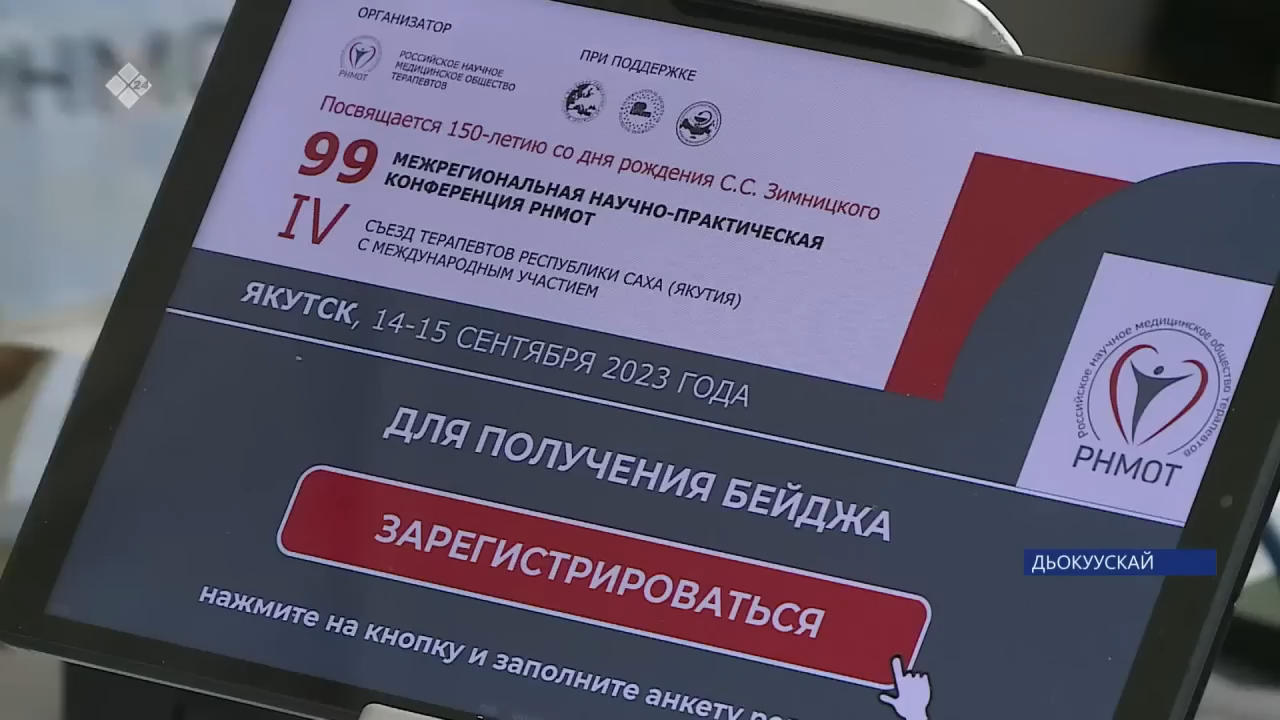 ОРГАНИЗАТОР
РНМОТ
РОССИЙСКОЕ НАУЧНОЕ
МЕДИЦИНСКОЕ ОБЩЕСТВО
ТЕРАПЕВТОВ
ПРИ ПОДДЕРЖКЕ
24
Посвящается 150-летию со дня рождения С.С. Зимницкого
99 МЕЖРЕГИОНАЛЬНАЯ НАУЧНО-ПРАКТИЧЕСКАЯ
КОНФЕРЕНЦИЯ РНМОТ
IV СЪЕЗД ТЕРАПЕВТОВ РЕСПУБЛИКИ САХА (ЯКУТИЯ)
С МЕЖДУНАРОДНЫМ УЧАСТИЕМ
ЯКУТСК, 14-15 СЕНТЯБРЯ 2023 ГОДА
Российское научное медицинское общество терапевтов
РНМОТ
ДЛЯ ПОЛУЧЕНИЯ БЕЙДЖА
ЗАРЕГИСТРИРОВАТЬСЯ
нажмите на кнопку и заполните анкету
ДЬОКУУСКАЙ